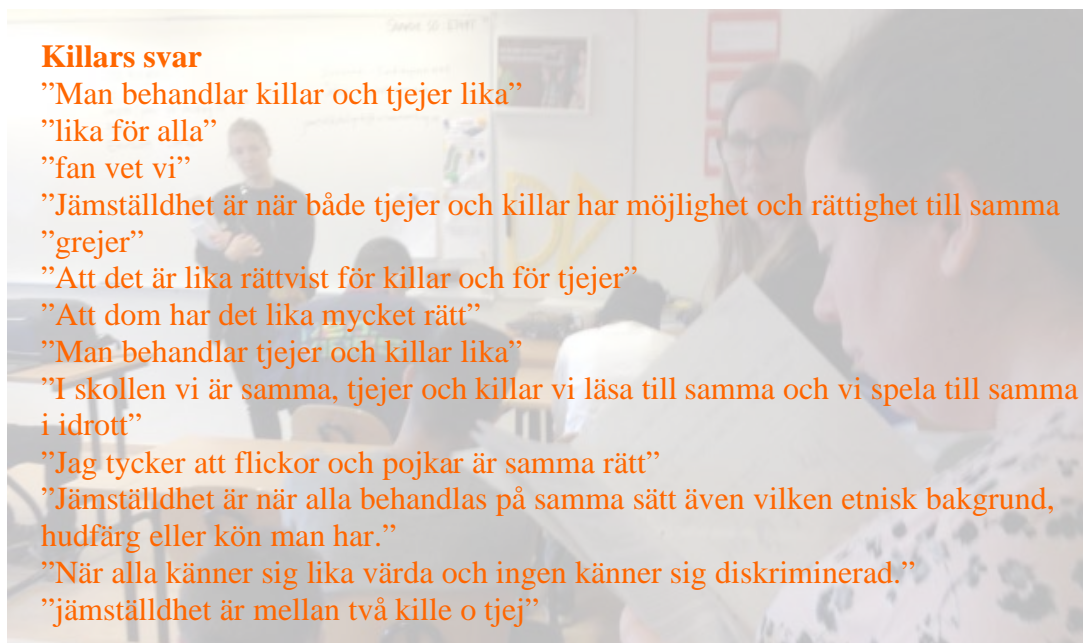 Killars svar
”Man behandlar killar och tjejer lika”
”lika för alla”
”fan vet vi”
”Jämställdhet är när både tjejer och killar har möjlighet och rättighet till samma
”grejer”
”Att det är lika rättvist för killar och för tjejer”
”Att dom har det lika mycket rätt”
”Man behandlar tjejer och killar lika”
”I skollen vi är samma, tjejer och killar vi läsa till samma och vi spela till samma
i idrott”
”Jag tycker att flickor och pojkar är samma rätt”
”Jämställdhet är när alla behandlas på samma sätt även vilken etnisk bakgrund,
hudfärg eller kön man har.”
”När alla känner sig lika värda och ingen känner sig diskriminerad.”
”jämställdhet är mellan två kille o tjej”